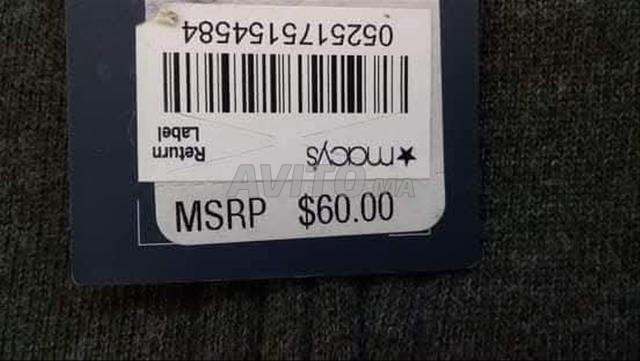 ★macy's
Return
Label
0525175154584
AVITO.MA
MSRP $60.00